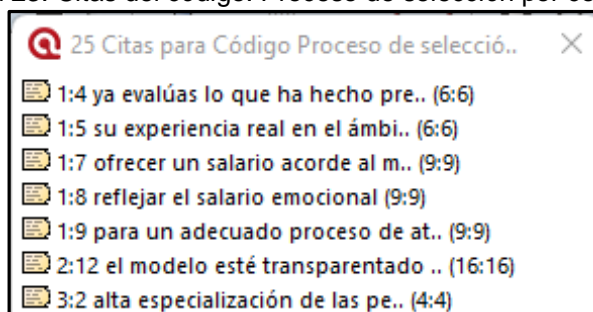 25 Citas para Código Proceso de selecció..
1:4 ya evalúas lo que ha hecho pre.. (6:6)
1:5 su experiencia real en el ámbi.. (6:6)
1:7 ofrecer un salario acorde al m.. (9:9)
1:8 reflejar el salario emocional (9:9)
1:9 para un adecuado proceso de at.. (9:9)
2:12 el modelo esté transparentado .. (16:16)
3:2 alta especialización de las pe.. (4:4)